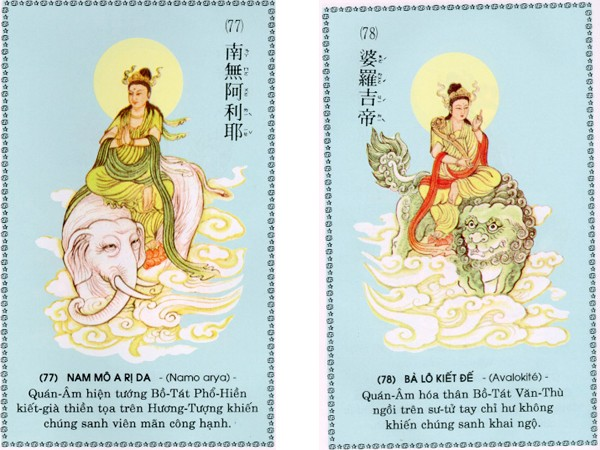 (77)
南無阿利耶
(77) NAM MÔ A RỊ DA - (Namo arya) -
Quán-Âm hiện tướng Bồ-Tát Phổ-Hiền
kiết-già thiền tọa trên Hương-Tượng khiến
chúng sanh viên mãn công hạnh.
(78)
婆羅吉帝
(78) BÀ LÔ KIẾT ĐẾ - (Avalokité) -
Quán-Âm hóa thân Bồ-Tát Văn-Thù
ngồi trên sư-tử tay chỉ hư không
khiến chúng sanh khai ngộ.